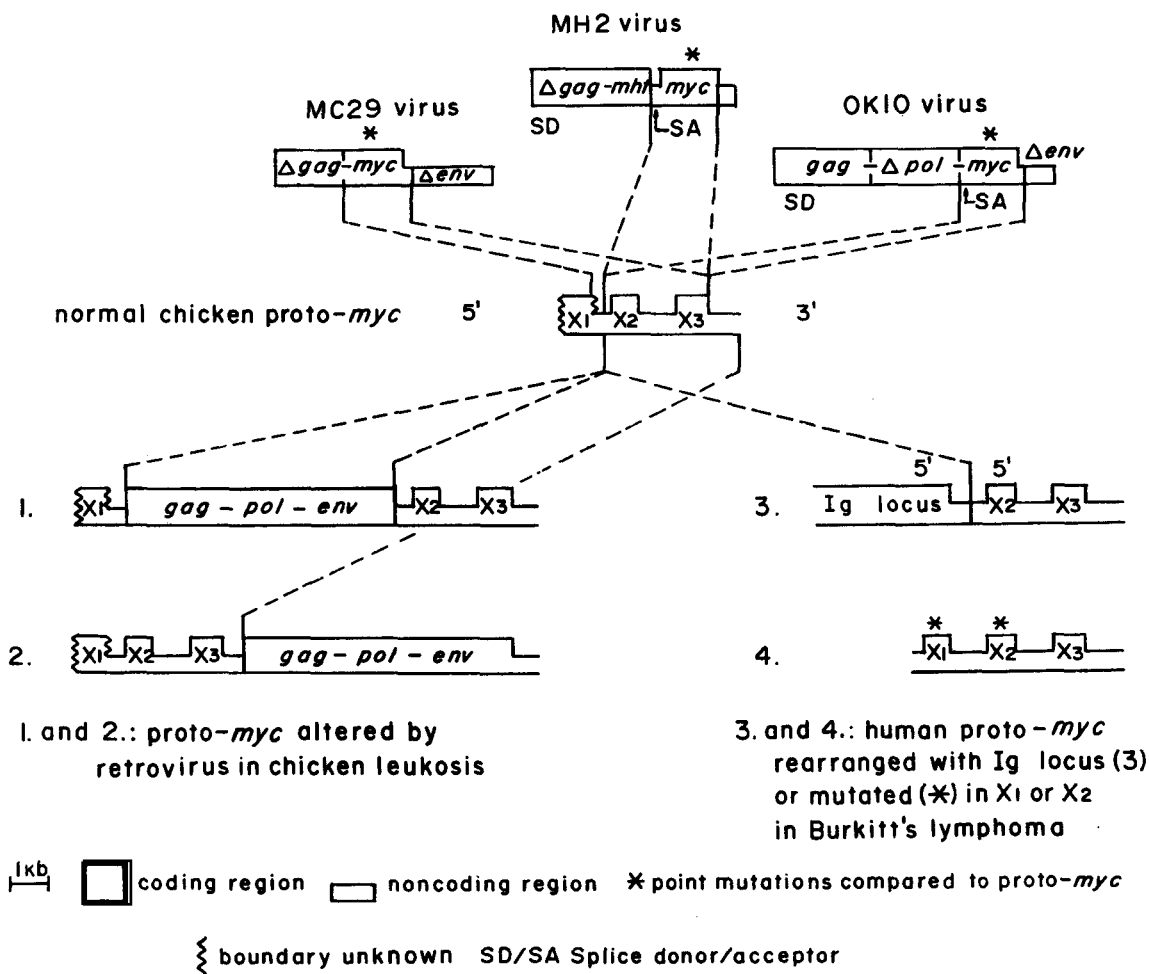 MH2 virus
*
Δgag-mht myc
SD
SA
MC29 virus
*
Δgag-myc
Δenv
OK10 virus
*
gag - Δpol - myc
Δenv
SD
SA
normal chicken proto-myc 5' X1 X2 X3 3'
1. X1 gag - pol - env X2 X3
2. X1 X2 X3 gag - pol - env
1. and 2.: proto-myc altered by
retrovirus in chicken leukosis
5' 5'
3. Ig locus X2 X3
* *
4. X1 X2 X3
3. and 4.: human proto-myc
rearranged with Ig locus (3)
or mutated (*) in X1 or X2
in Burkitt's lymphoma
1kb coding region noncoding region * point mutations compared to proto-myc
boundary unknown SD/SA Splice donor/acceptor